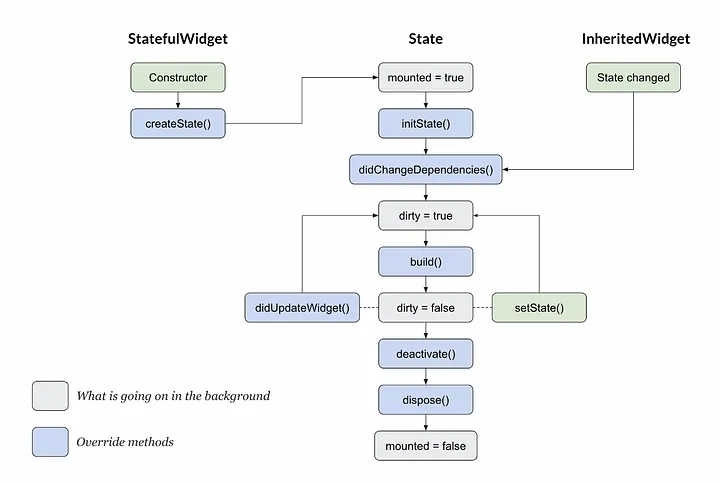 StatefulWidget
State
InheritedWidget
Constructor
mounted = true
State changed
createState()
initState()
didChangeDependencies()
dirty = true
build()
didUpdateWidget()
dirty = false
setState()
deactivate()
What is going on in the background
dispose()
Override methods
mounted = false